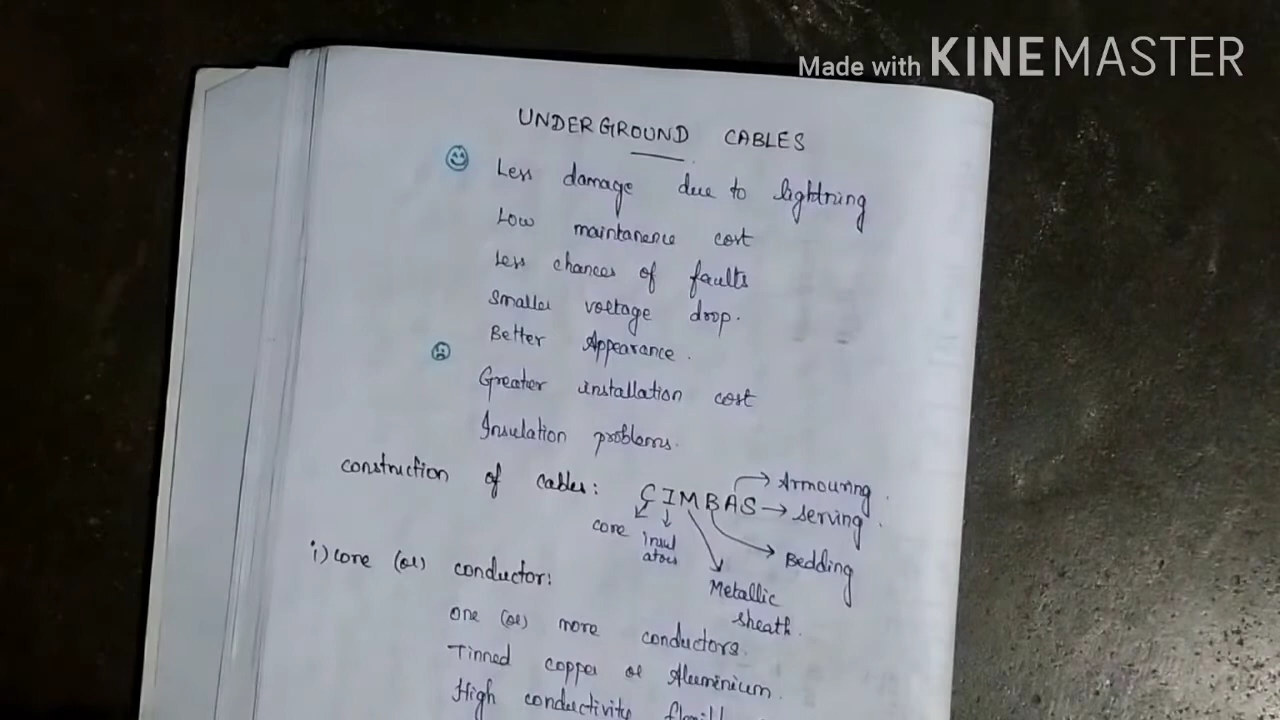 Made with KINEMASTER
UNDERGROUND CABLES
Less damage due to lightning
Low maintanence cost
Less chances of faults
Smaller voltage drop.
Better Appearance.
Greater installation cost
Insulation problems.
construction of cables: CIMBAS
Armouring.
serving.
core
insul
ators
Bedding
Metallic
sheath.
i) core (or) conductor:
one (or) more conductors.
Tinned copper or Aluminium.
High conductivity